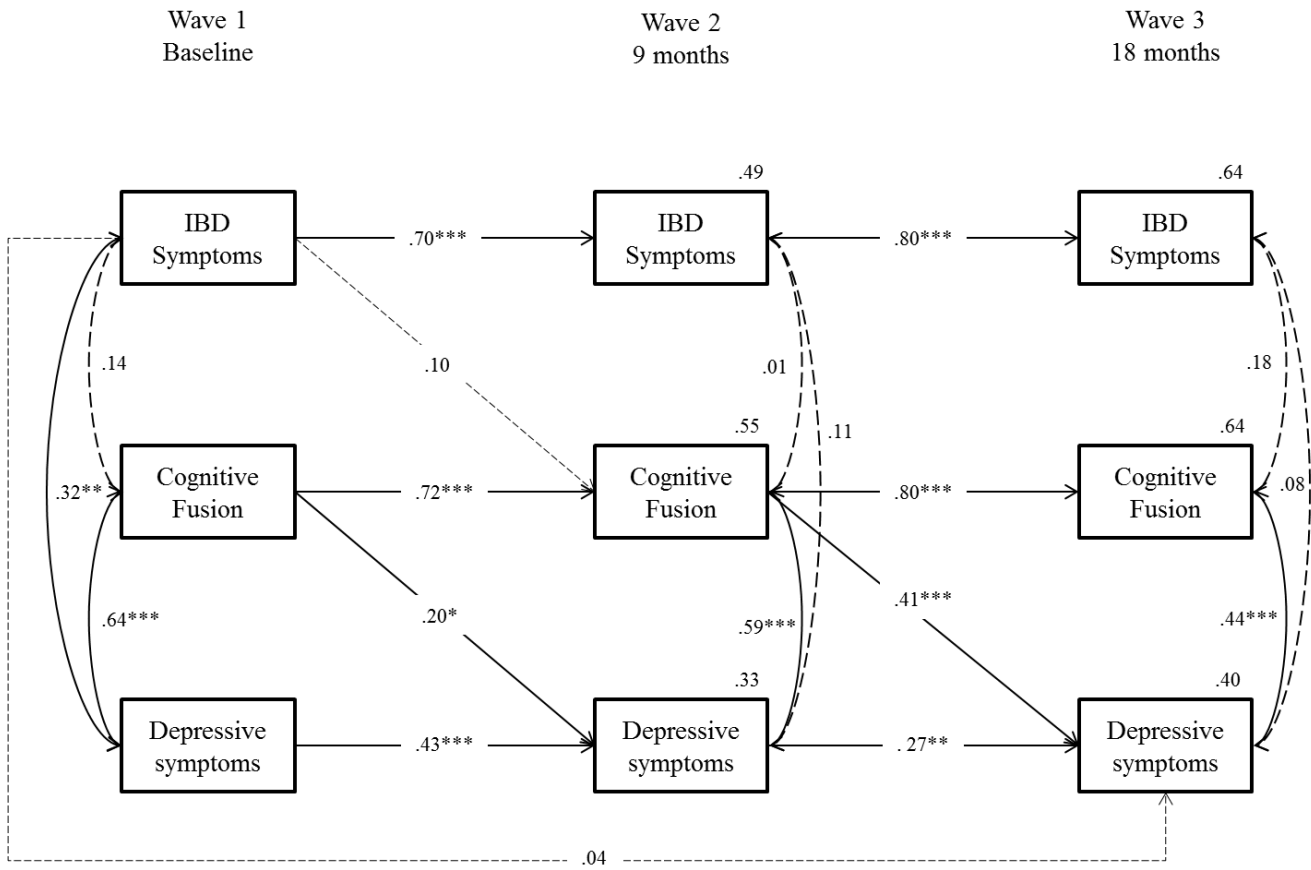 Wave 1
Baseline
Wave 2
9 months
Wave 3
18 months
.49
.64
IBD
Symptoms
.70***
IBD
Symptoms
.80***
IBD
Symptoms
.14
.10
.01
.18
.55
.64
.11
Cognitive
Fusion
.72***
Cognitive
Fusion
.80***
Cognitive
Fusion
.32**
.08
.64***
.20*
.59***
.41***
.44***
.33
.40
Depressive
symptoms
.43***
Depressive
symptoms
.27**
Depressive
symptoms
.04